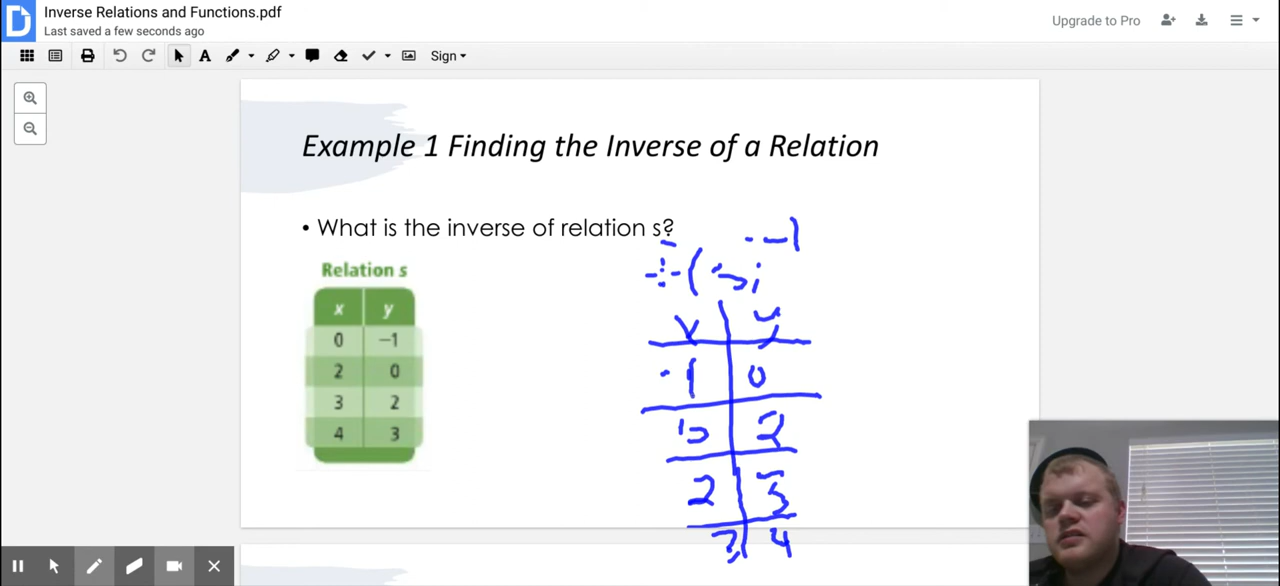 Inverse Relations and Functions.pdf
Last saved a few seconds ago
Upgrade to Pro
Sign
Example 1 Finding the Inverse of a Relation
• What is the inverse of relation s?
Relation s
x y
0 −1
2 0
3 2
4 3
-1
y
-1 0
2
2 3
3 4